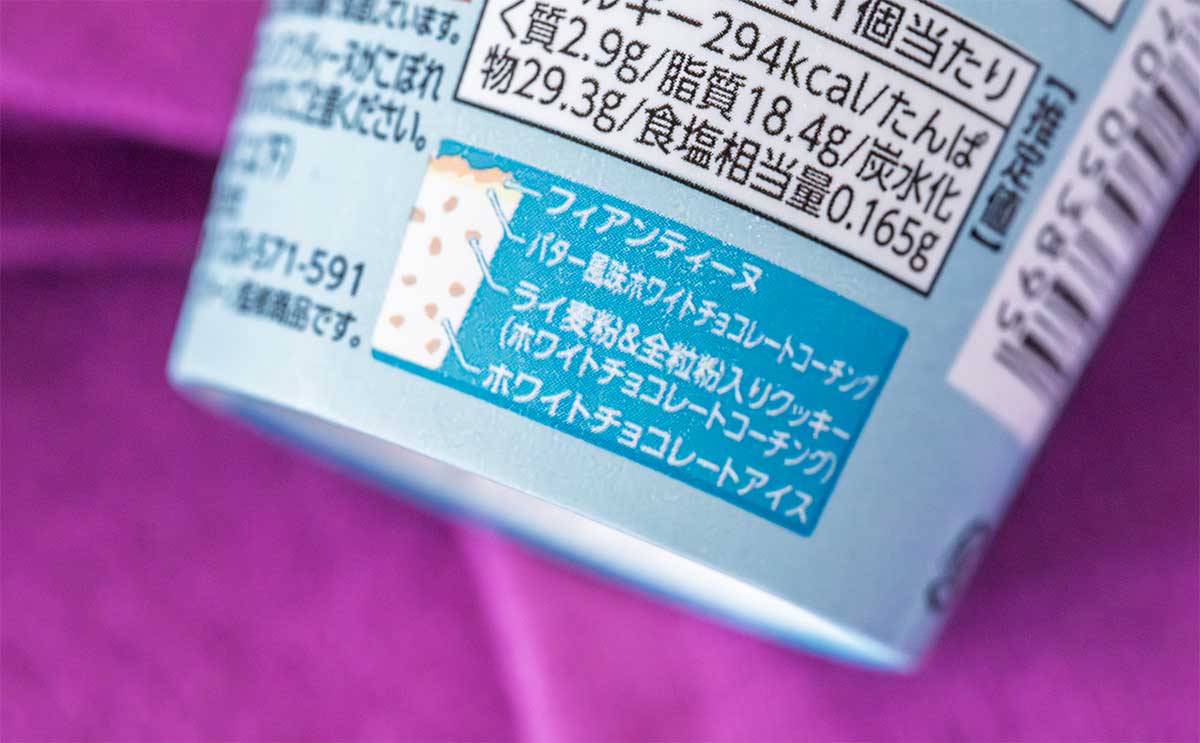 1個当たり
ルギー294kcal/たんぱ
く質2.9g/脂質18.4g/炭水化
物29.3g/食塩相当量0.165g
【推定値】
しています。
ティーヌがこぼれ
ご注意ください。
571-591
商品です。
フィアンティーヌ
バター風味ホワイトチョコレートコーチング
ライ麦粉&全粒粉入りクッキー
(ホワイトチョコレートコーチング)
ホワイトチョコレートアイス